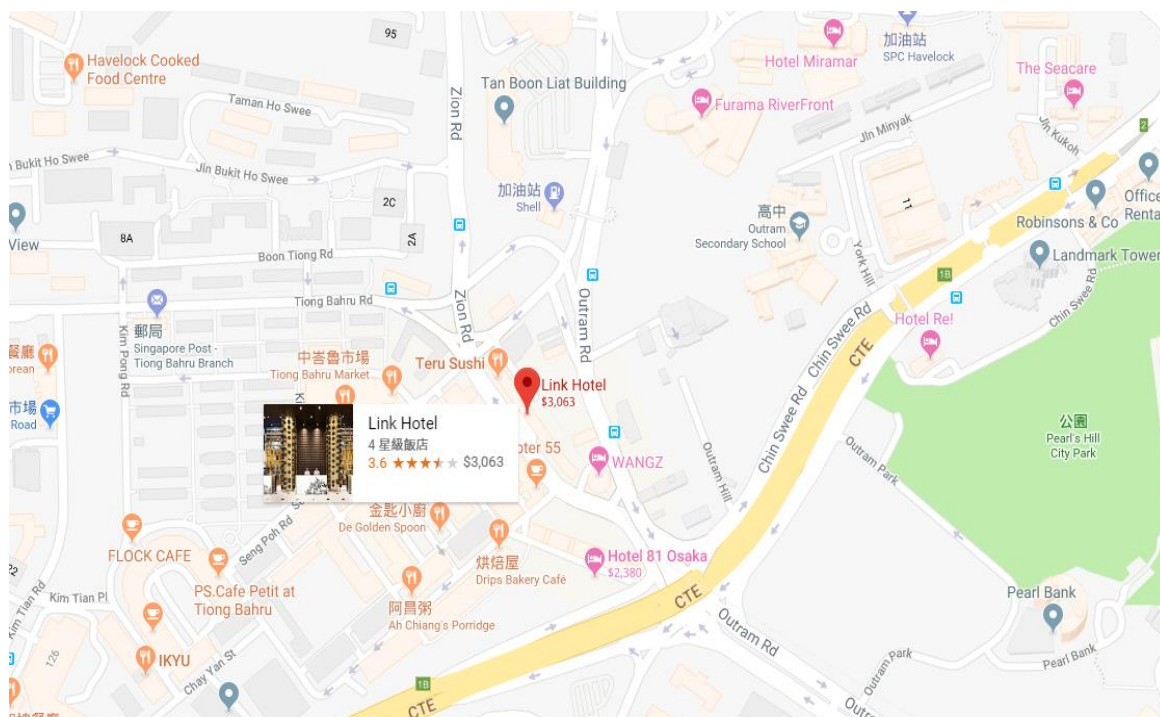 95
Havelock Cooked
Food Centre
Tan Boon Liat Building
Hotel Miramar
加油站
SPC Havelock
The Seacare
Zion Rd
Taman Ho Swee
Furama RiverFront
Jln Minyak
Jln Kukoh
2
Bukit Ho Swee
Jln Bukit Ho Swee
加油站
Shell
2C
高中
Outram
Secondary School
11
Office
Robinsons & Co
View
8A
2A
Boon Tiong Rd
York Hill
Landmark Tower
1B
Tiong Bahru Rd
Zion Rd
Outram Rd
Chin Swee Rd
Chin Swee Rd
Hotel Re!
郵局
Singapore Post -
Tiong Bahru Branch
Kim Pong Rd
中峇魯市場
Tiong Bahru Market
Teru Sushi
CTE
餐廳
orean
Link Hotel
$3,063
市場
Road
Link Hotel
4 星級飯店
3.6
$3,063
oter 55
WANGZ
Chin Swee Rd
Outram Hill
Outram Park
公園
Pearl's Hill
City Park
金匙小廚
De Golden Spoon
Seng Poh Rd
FLOCK CAFE
烘焙屋
Drips Bakery Café
Hotel 81 Osaka
$2,380
PS.Cafe Petit at
Tiong Bahru
阿昌粥
Ah Chiang's Porridge
CTE
Kim Tian Pl
Kim Tian Rd
Pearl Bank
Outram Rd
126
IKYU
Chay Yan St
Outram Park
Pearl Bank
1B
CTE
Outram Rd